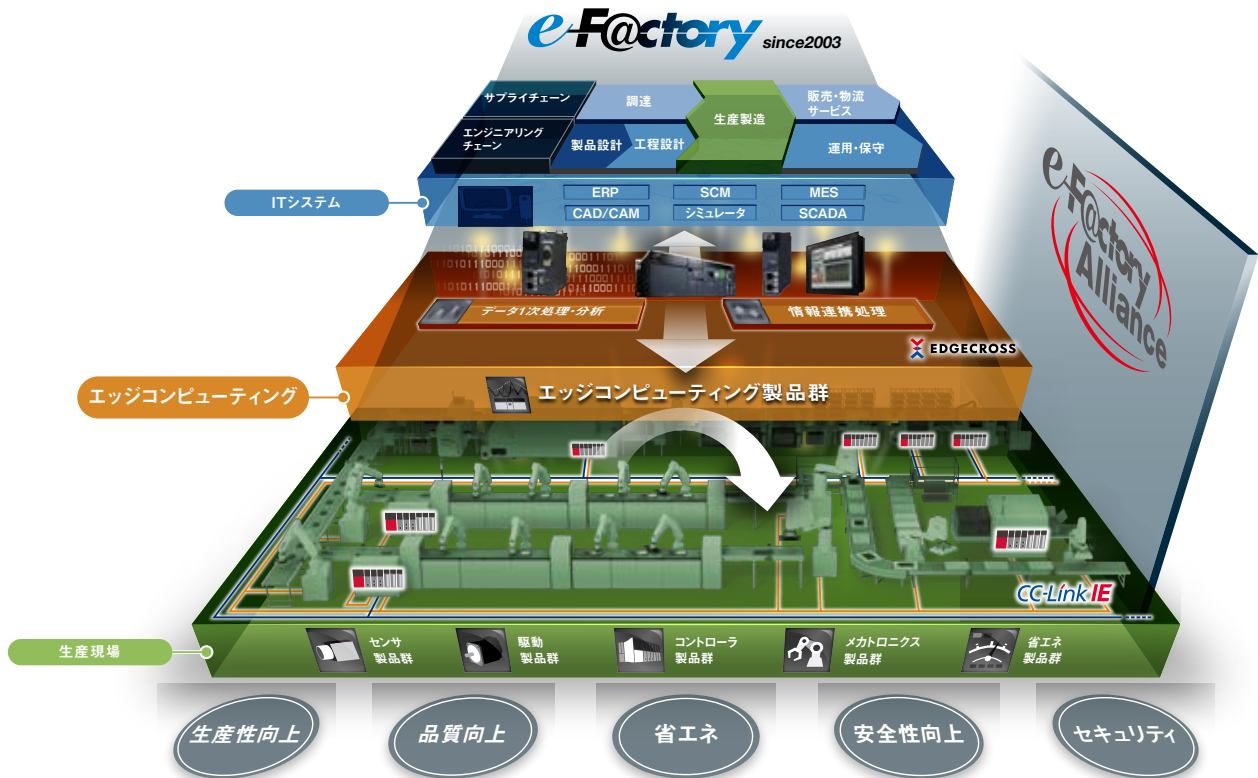 e-F@ctory since2003
サプライチェーン
調達
生産製造
販売・物流
サービス
エンジニアリング
チェーン
製品設計
工程設計
運用・保守
ITシステム
ERP
SCM
MES
CAD/CAM
シミュレータ
SCADA
e-F@ctory
Alliance
データ1次処理・分析
情報連携処理
EDGECROSS
エッジコンピューティング
エッジコンピューティング製品群
CC-Link IE
生産現場
センサ
製品群
駆動
製品群
コントローラ
製品群
メカトロニクス
製品群
省エネ
製品群
生産性向上
品質向上
省エネ
安全性向上
セキュリティ